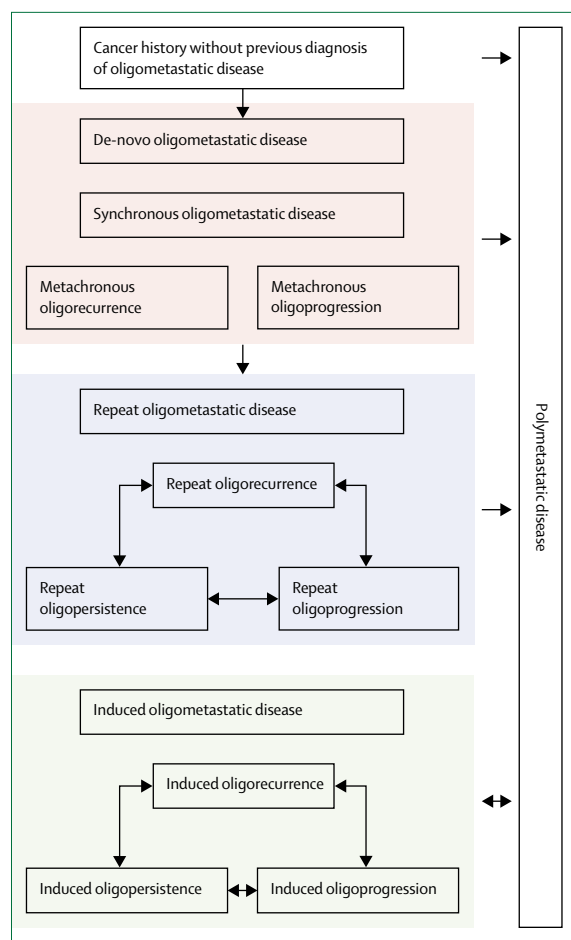 Cancer history without previous diagnosis
of oligometastatic disease
De-novo oligometastatic disease
Synchronous oligometastatic disease
Metachronous
oligorecurrence
Metachronous
oligoprogression
Repeat oligometastatic disease
Repeat oligorecurrence
Repeat
oligopersistence
Repeat
oligoprogression
Induced oligometastatic disease
Induced oligorecurrence
Induced oligopersistence
Induced oligoprogression
Polymetastatic disease